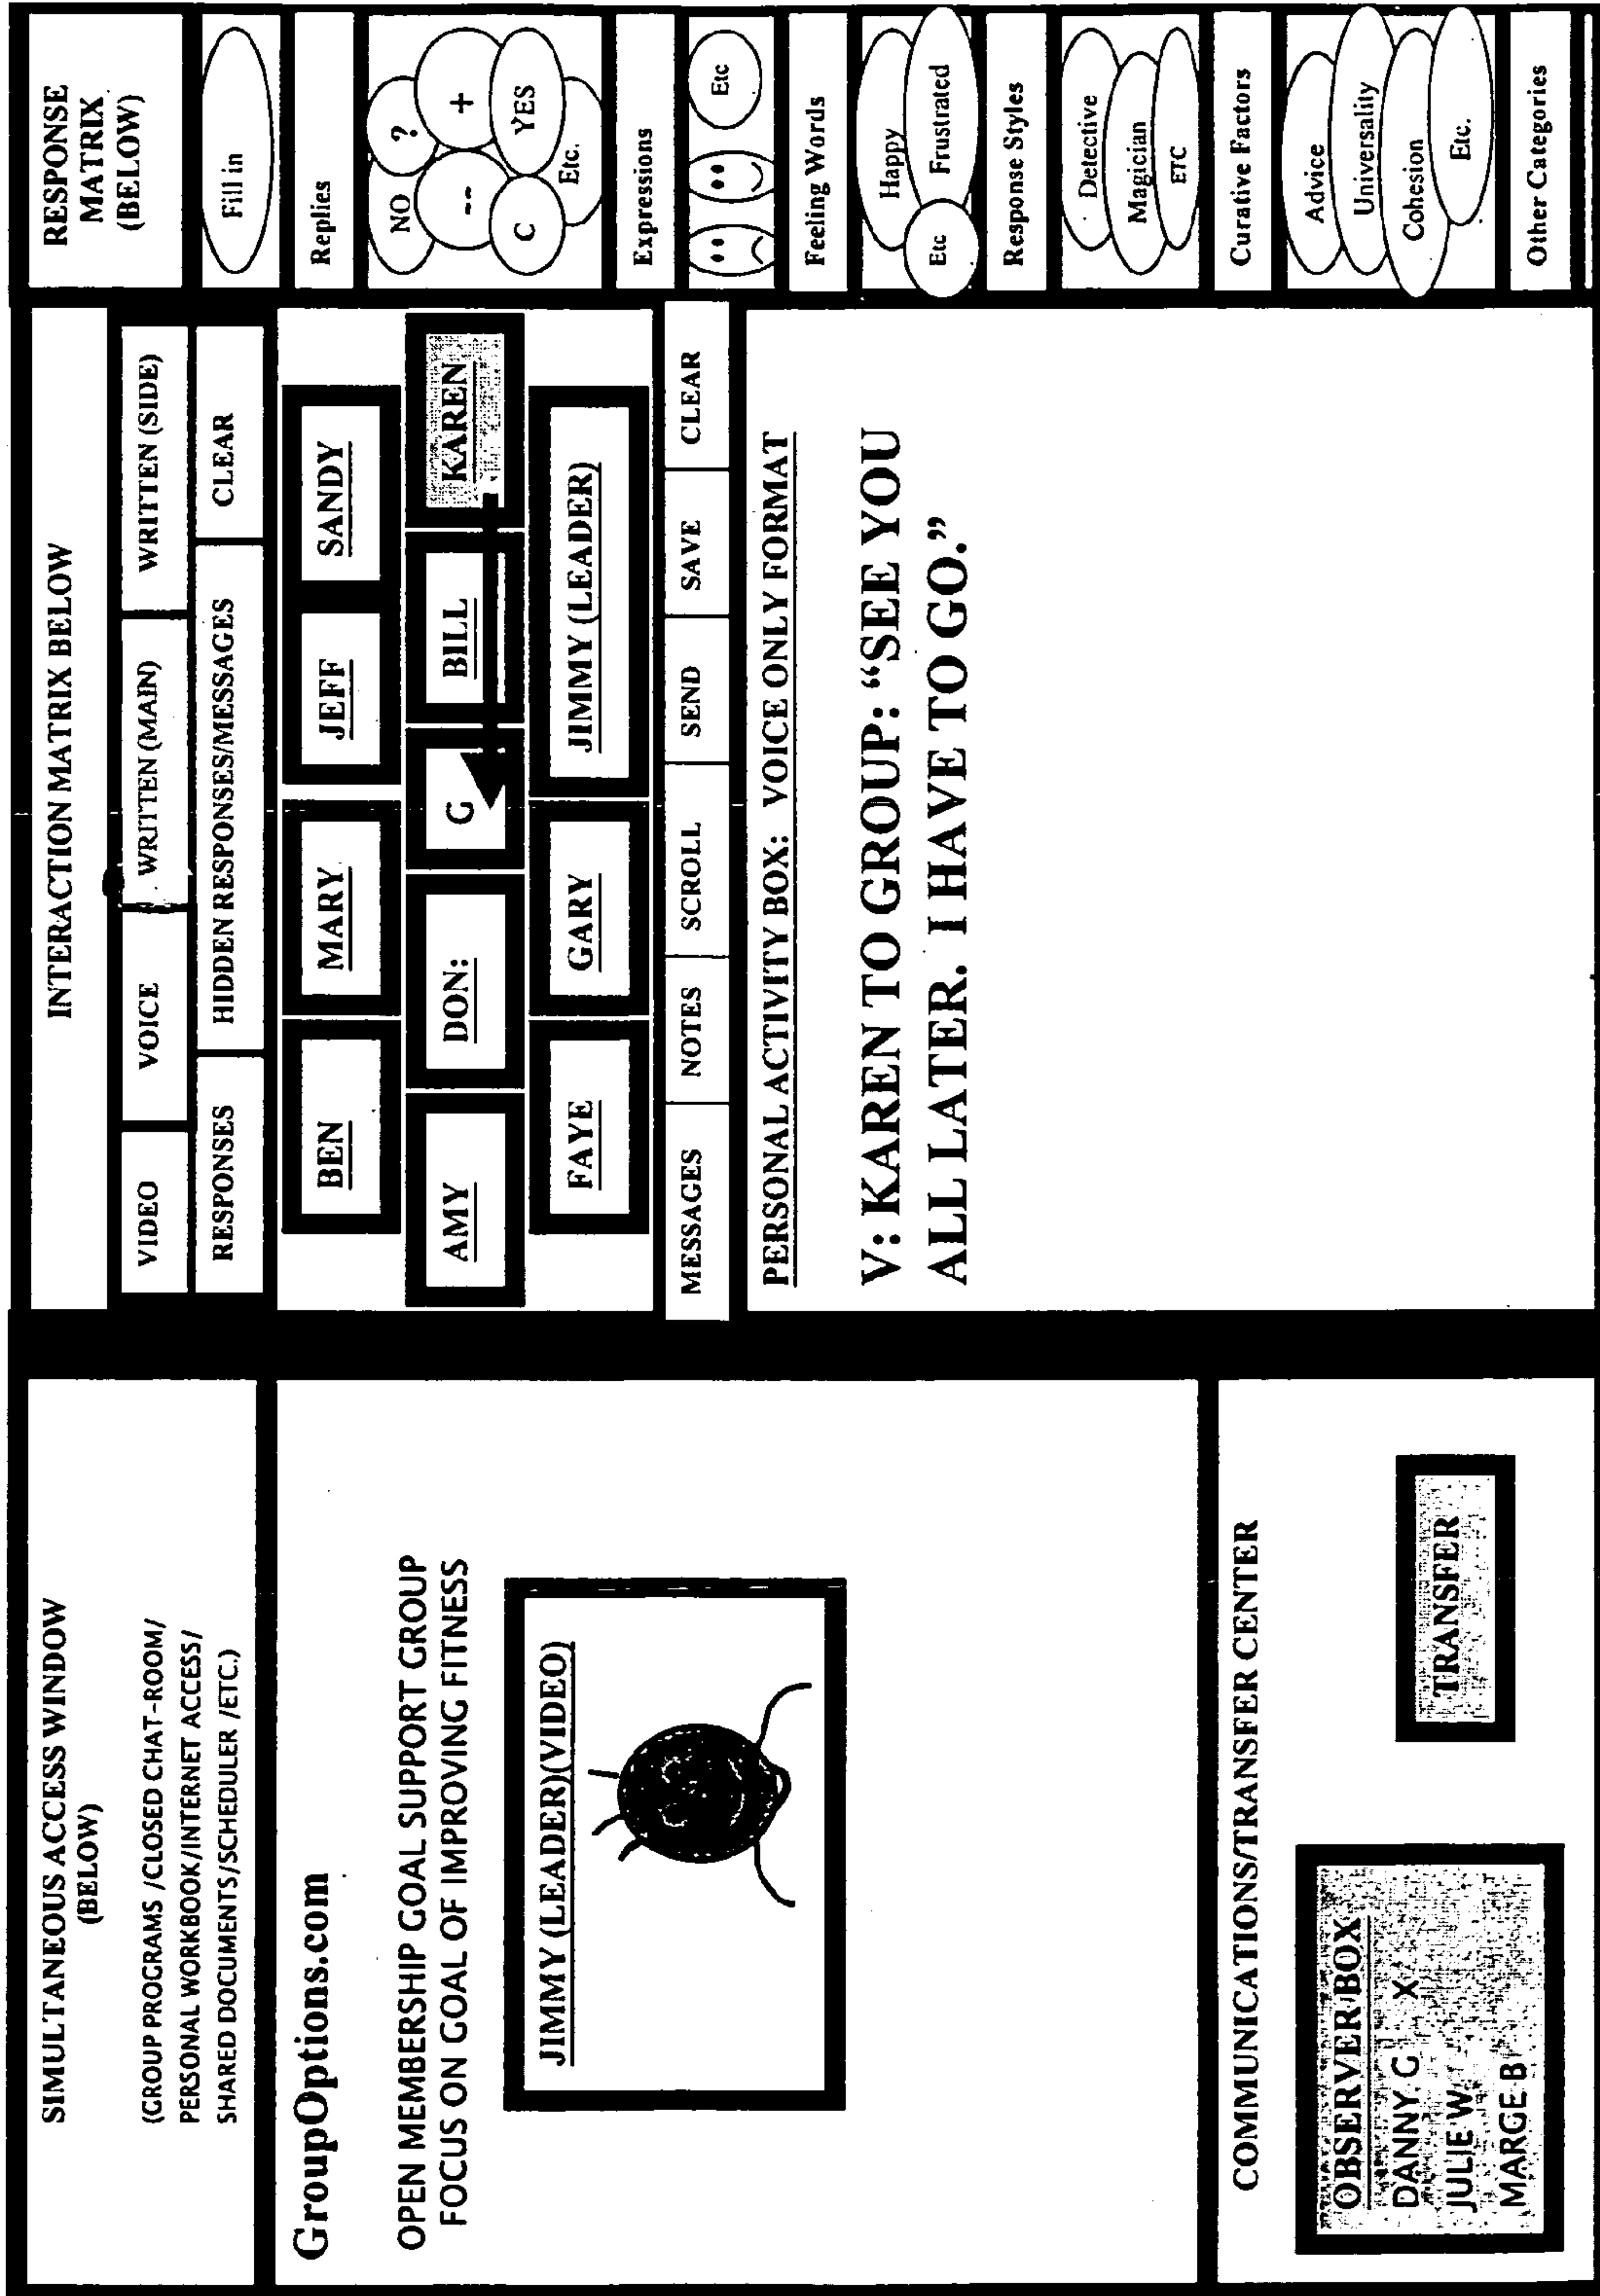 SIMULTANEOUS ACCESS WINDOW
(BELOW)
(GROUP PROGRAMS /CLOSED CHAT-ROOM/
PERSONAL WORKBOOK/INTERNET ACCESS/
SHARED DOCUMENTS/SCHEDULER /ETC.)
GroupOptions.com
OPEN MEMBERSHIP GOAL SUPPORT GROUP
FOCUS ON GOAL OF IMPROVING FITNESS
JIMMY (LEADER)(VIDEO)
COMMUNICATIONS/TRANSFER CENTER
OBSERVER BOX
DANNY G X
JULIE W
MARGE B
TRANSFER
INTERACTION MATRIX BELOW
VIDEO VOICE WRITTEN (MAIN) WRITTEN (SIDE)
RESPONSES HIDDEN RESPONSES/MESSAGES CLEAR
BEN MARY JEFF SANDY
AMY DON: G BILL KAREN
FAYE GARY JIMMY (LEADER)
MESSAGES NOTES SCROLL SEND SAVE CLEAR
PERSONAL ACTIVITY BOX: VOICE ONLY FORMAT
V: KAREN TO GROUP: “SEE YOU
ALL LATER. I HAVE TO GO.”
RESPONSE
MATRIX
(BELOW)
Fill in
Replies
NO ?
-- +
C YES
Etc.
Expressions
Etc
Feeling Words
Happy
Etc Frustrated
Response Styles
Detective
Magician
ETC
Curative Factors
Advice
Universality
Cohesion
Etc.
Other Categories